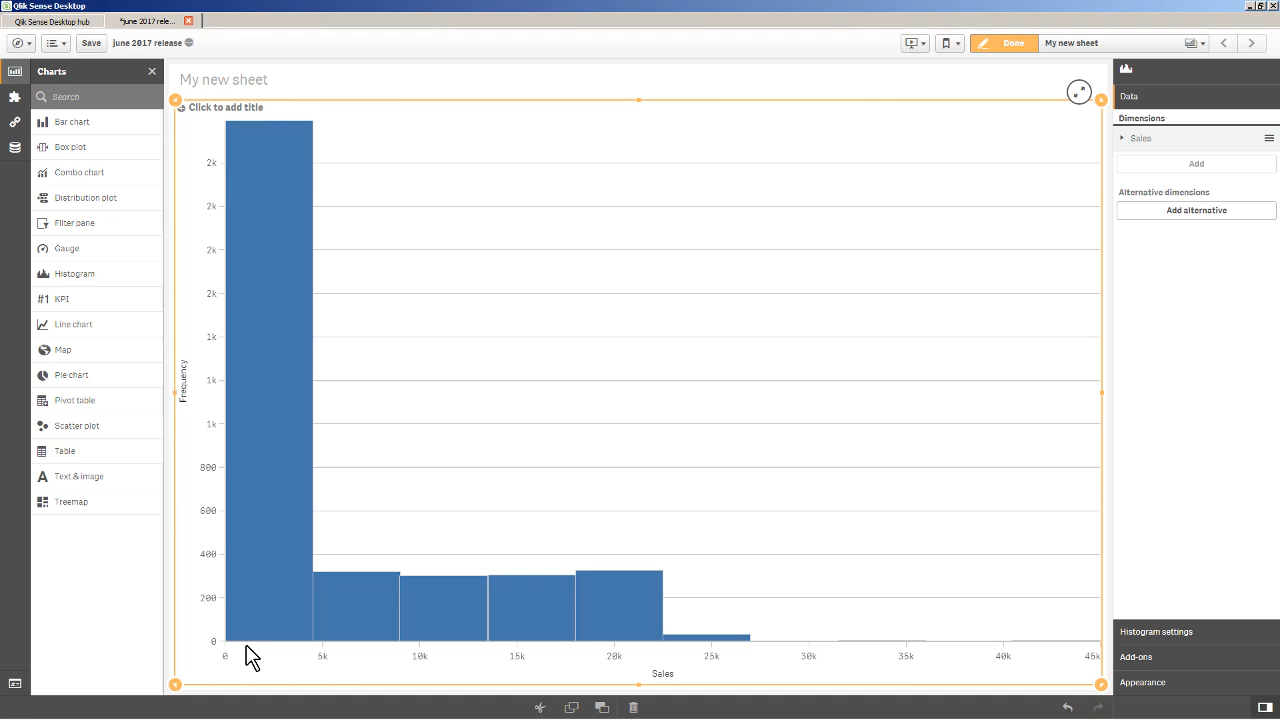 Qlik Sense Desktop
Qlik Sense Desktop hub
*june 2017 rele...
Save
june 2017 release
Done
My new sheet
Charts
Search
Bar chart
Box plot
Combo chart
Distribution plot
Filter pane
Gauge
Histogram
#1 KPI
Line chart
Map
Pie chart
Pivot table
Scatter plot
Table
A Text & image
Treemap
My new sheet
Click to add title
2k
2k
2k
2k
1k
1k
1k
800
600
400
200
0
Frequency
0 5k 10k 15k 20k 25k 30k 35k 40k 45k
Sales
Data
Dimensions
Sales
Add
Alternative dimensions
Add alternative
Histogram settings
Add-ons
Appearance